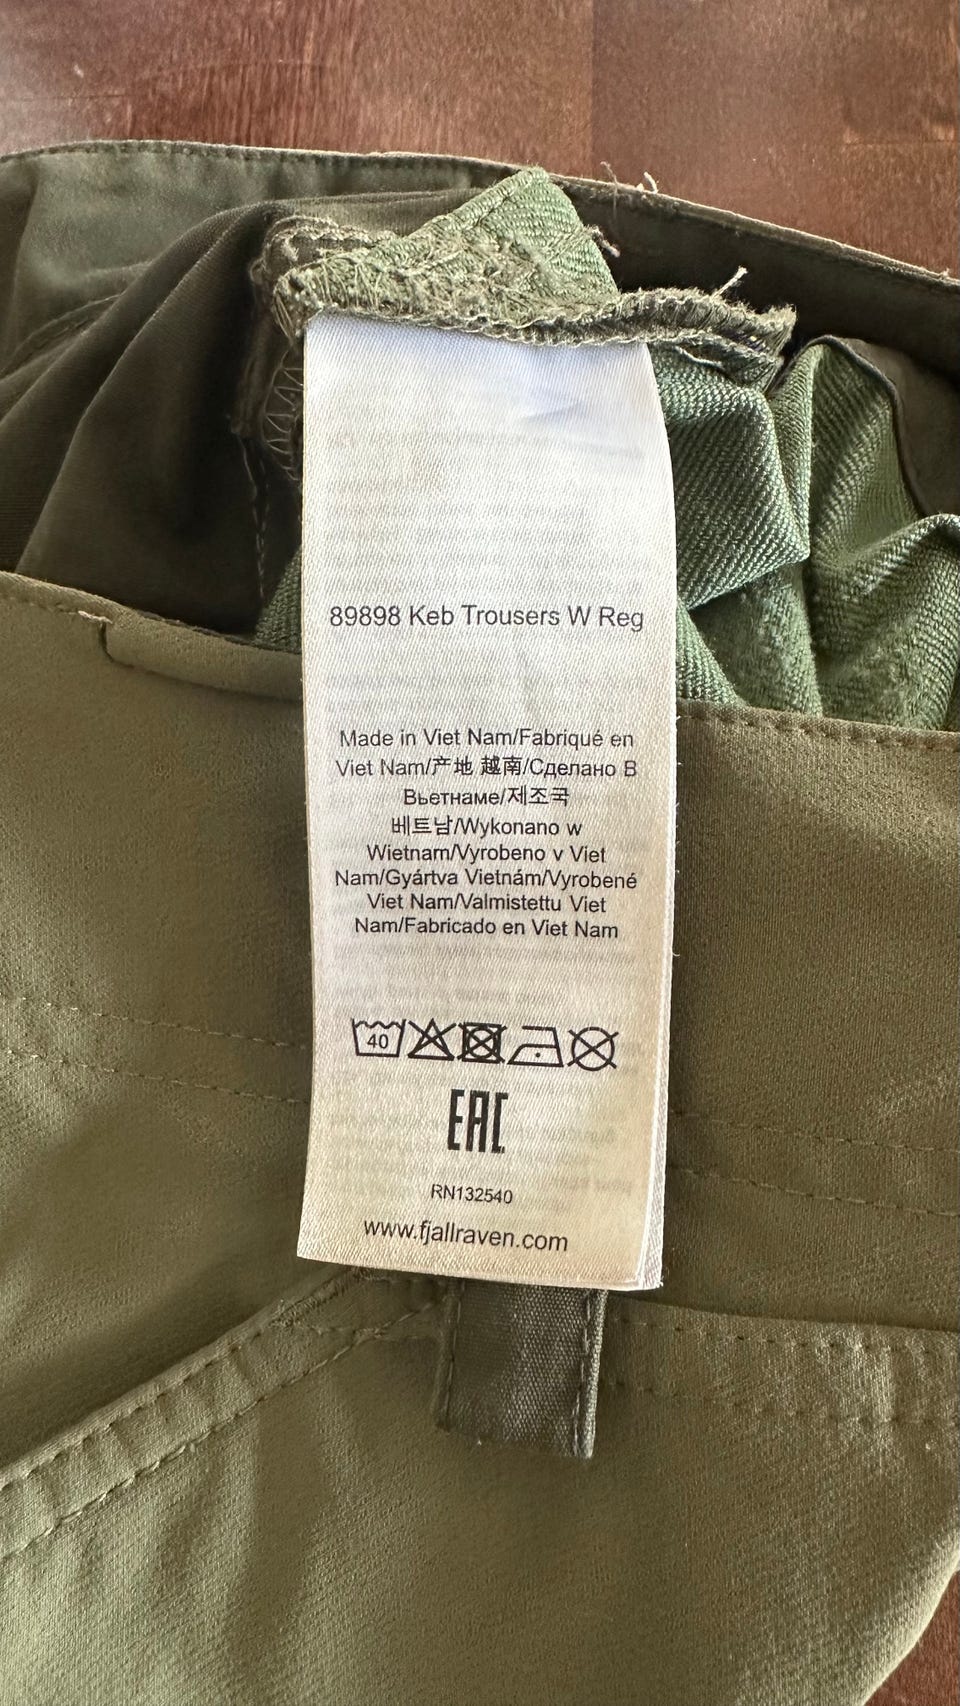 89898 Keb Trousers W Reg
Made in Viet Nam/Fabriqué en
Viet Nam/产地 越南/Сделано В
Вьетнаме/제조국
베트남/Wykonano w
Wietnam/Vyrobeno v Viet
Nam/Gyártva Vietnám/Vyrobené
Viet Nam/Valmistettu Viet
Nam/Fabricado en Viet Nam
40
EAC
RN132540
www.fjallraven.com